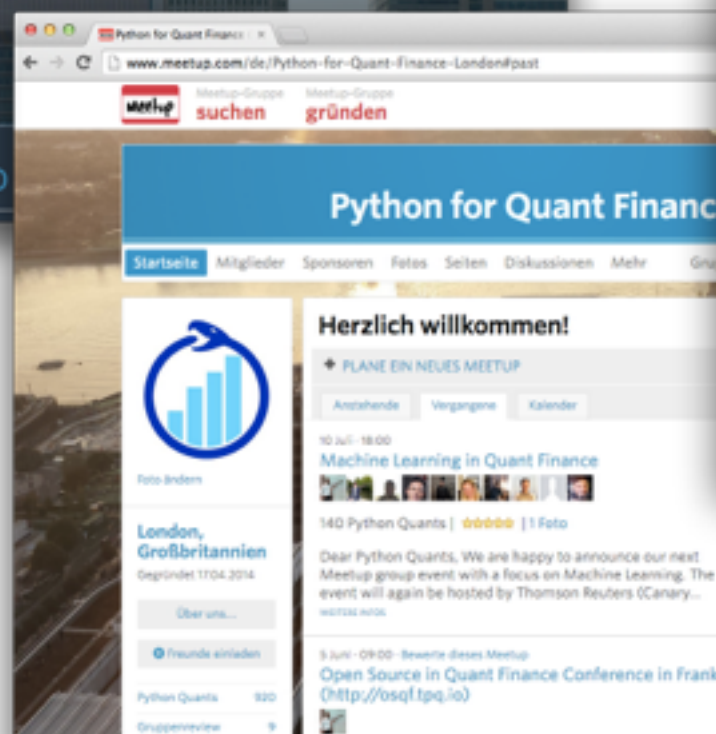 Python for Quant Finance
www.meetup.com/de/Python-for-Quant-Finance-London#past
Meetup
Meetup-Gruppe
suchen
Meetup-Gruppe
gründen
Python for Quant Financ
Startseite Mitglieder Sponsoren Fotos Seiten Diskussionen Mehr Gru
Foto ändern
London,
Großbritannien
Gegründet 17.04.2014
Über uns...
Freunde einladen
Python Quants 920
Gruppenreview 9
Herzlich willkommen!
+ PLANE EIN NEUES MEETUP
Anstehende Vergangene Kalender
10 Juli · 18:00
Machine Learning in Quant Finance
140 Python Quants | ★★★★★ | 1 Foto
Dear Python Quants, We are happy to announce our next
Meetup group event with a focus on Machine Learning. The
event will again be hosted by Thomson Reuters (Canary...
WEITERE INFOS
5 Juni · 09:00 · Bewerte dieses Meetup
Open Source in Quant Finance Conference in Frank
(http://osqf.tpq.io)